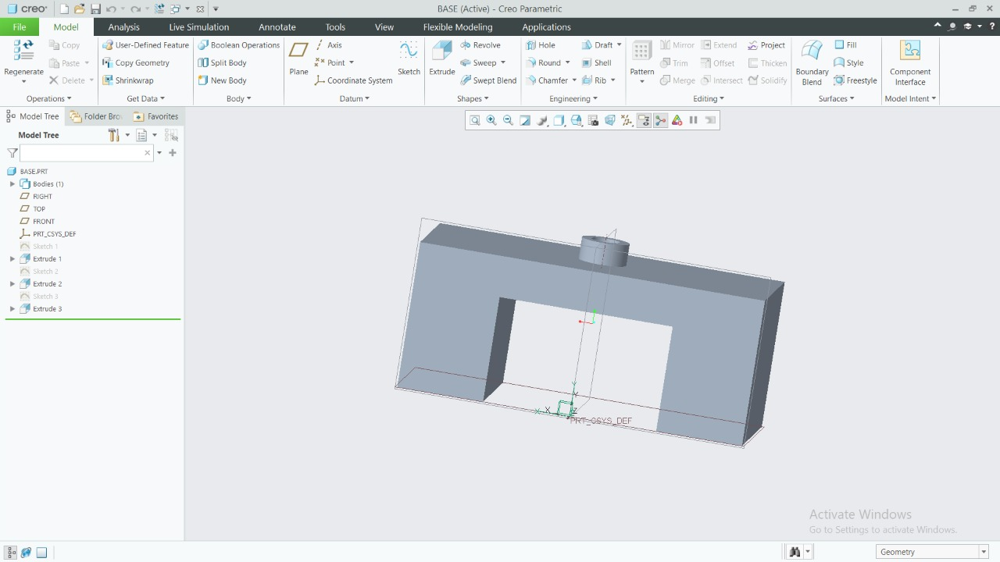 creo BASE (Active) - Creo Parametric
File Model Analysis Live Simulation Annotate Tools View Flexible Modeling Applications
Regenerate Copy Paste Delete Operations
User-Defined Feature Copy Geometry Shrinkwrap Get Data
Boolean Operations Split Body New Body Body
Plane Axis Point Coordinate System Sketch Datum
Extrude Revolve Sweep Swept Blend Shapes
Hole Round Chamfer Draft Shell Rib Engineering
Pattern Mirror Trim Merge Extend Offset Intersect Project Thicken Solidify Editing
Boundary Blend Fill Style Freestyle Surfaces
Component Interface Model Intent
Model Tree Folder Bro Favorites
Model Tree
BASE.PRT
Bodies (1)
RIGHT
TOP
FRONT
PRT_CSYS_DEF
Sketch 1
Extrude 1
Sketch 2
Extrude 2
Sketch 3
Extrude 3
Y
Y
X X Z
PRT_CSYS_DEF
Activate Windows
Go to Settings to activate Windows.
Geometry